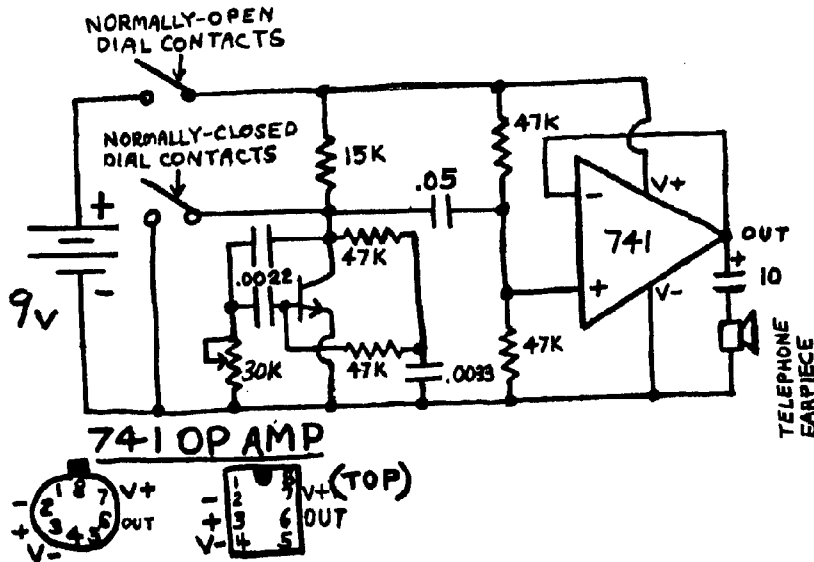 NORMALLY-OPEN
DIAL CONTACTS
NORMALLY-CLOSED
DIAL CONTACTS
15K
47K
.05
+
-
9V
47K
.0022
30K
47K
.0033
47K
-
+
V+
V-
741
OUT
+
10
TELEPHONE
EARPIECE
741 OP AMP
1 8 7 V+
- 2 6 OUT
+ 3 4 5
V-
(TOP)
1 8
- 2 7 V+
+ 3 6 OUT
V- 4 5